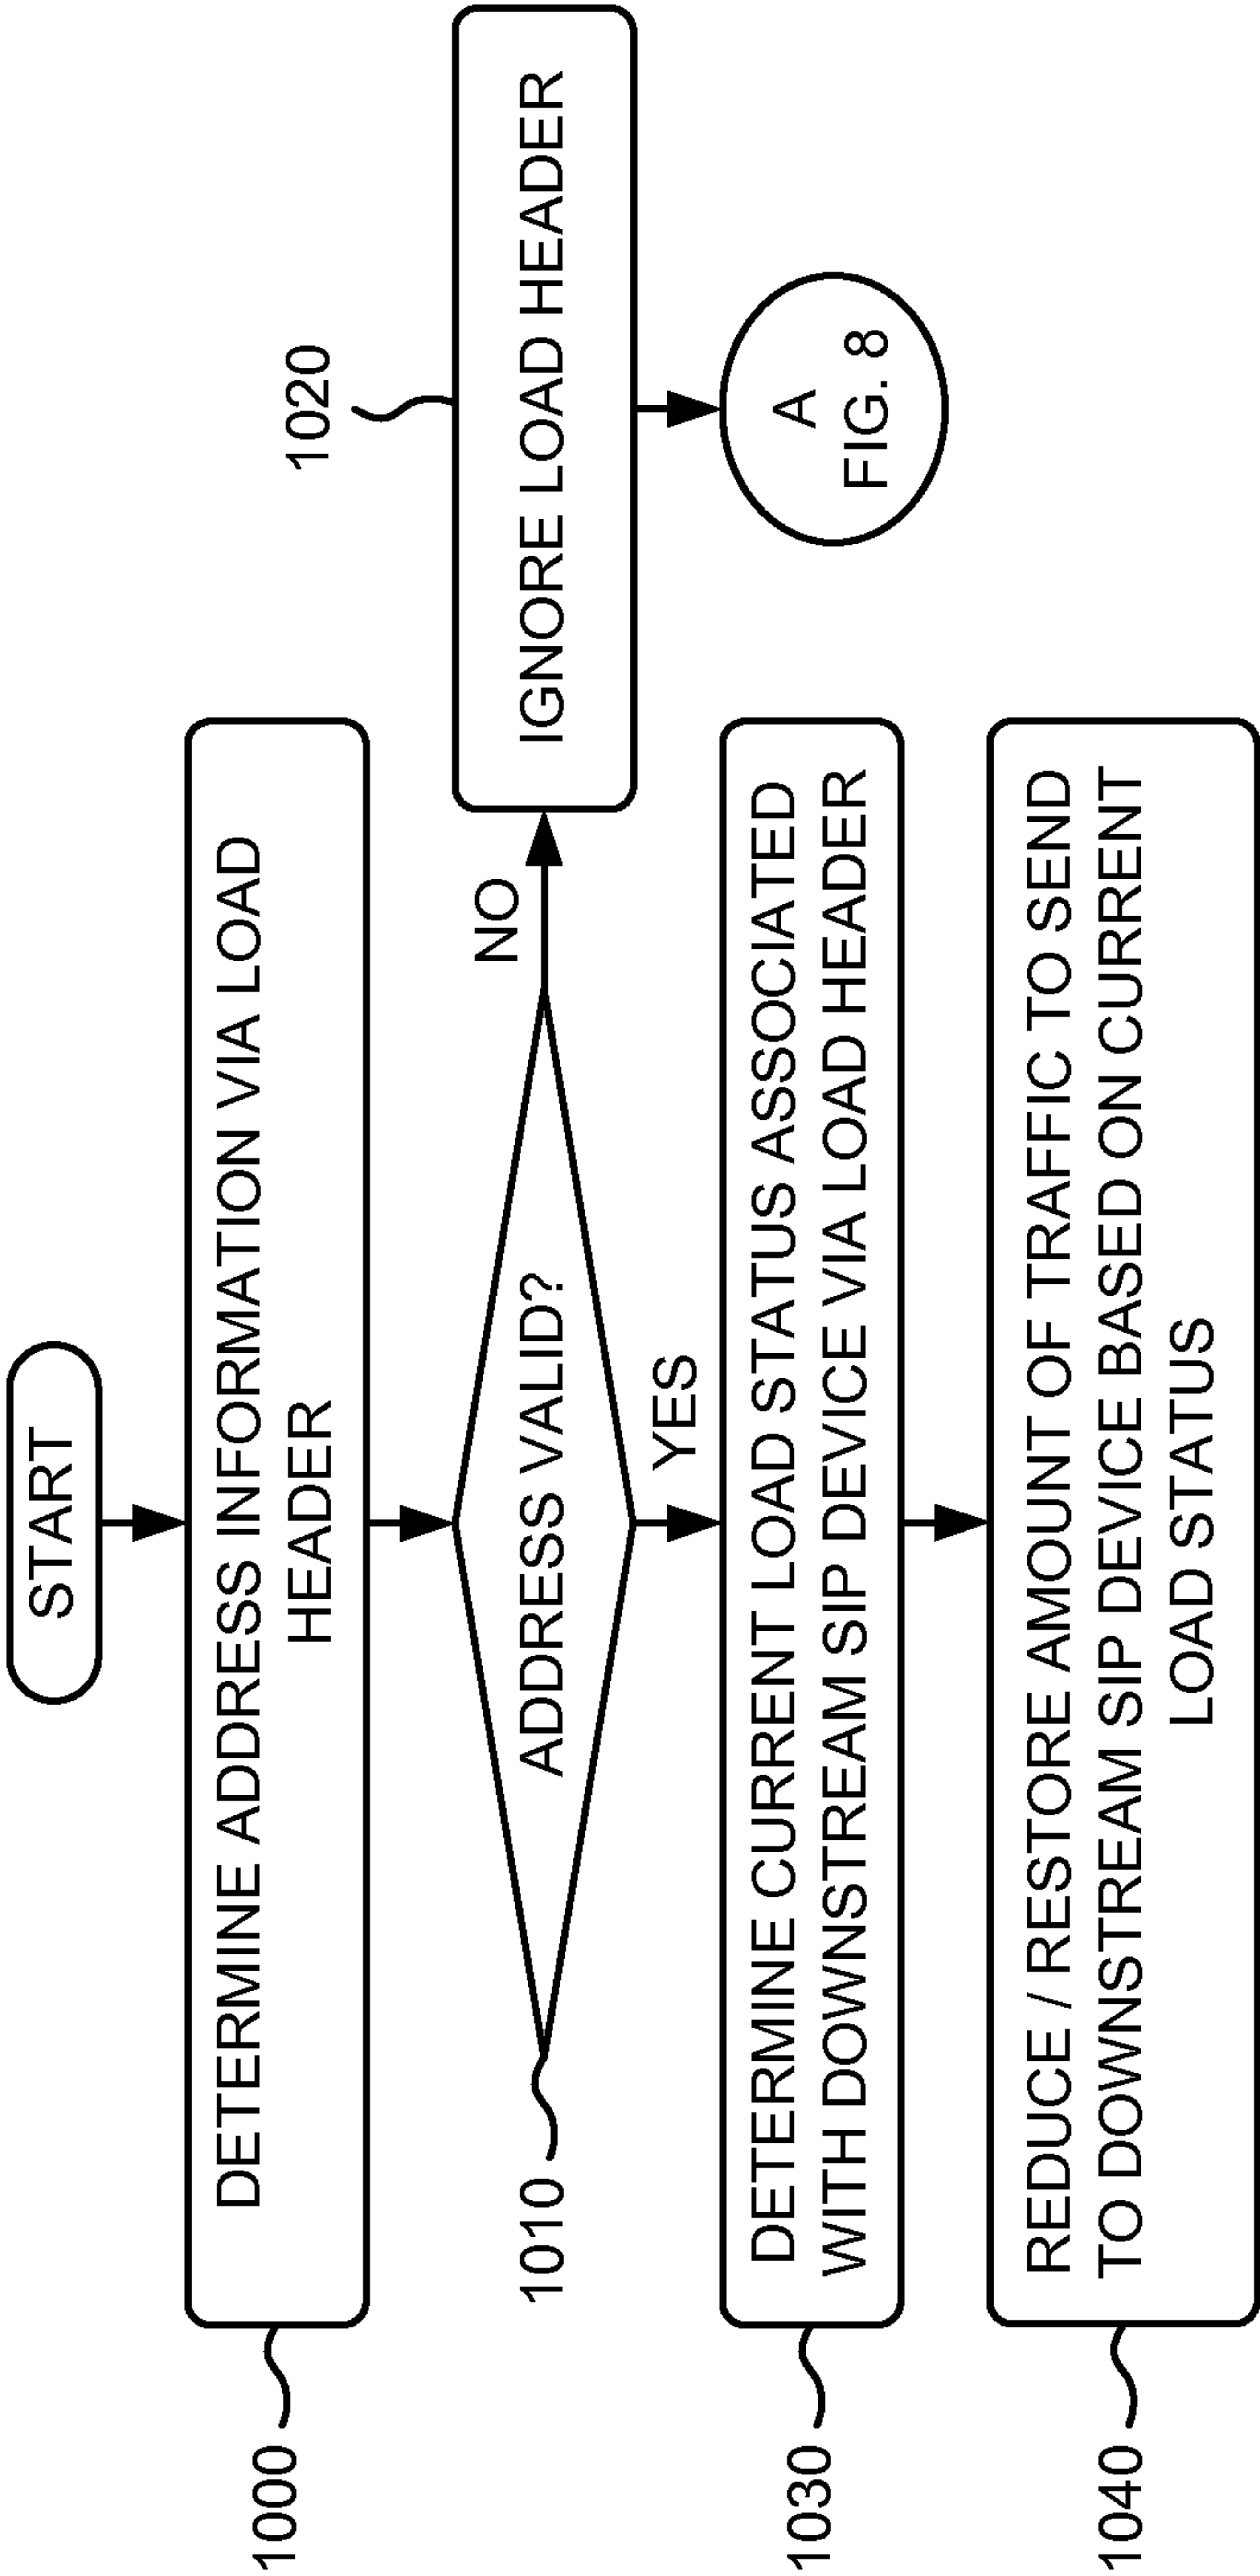 START
1000
DETERMINE ADDRESS INFORMATION VIA LOAD
HEADER
1010
ADDRESS VALID?
NO
1020
IGNORE LOAD HEADER
A
FIG. 8
YES
1030
DETERMINE CURRENT LOAD STATUS ASSOCIATED
WITH DOWNSTREAM SIP DEVICE VIA LOAD HEADER
1040
REDUCE / RESTORE AMOUNT OF TRAFFIC TO SEND
TO DOWNSTREAM SIP DEVICE BASED ON CURRENT
LOAD STATUS